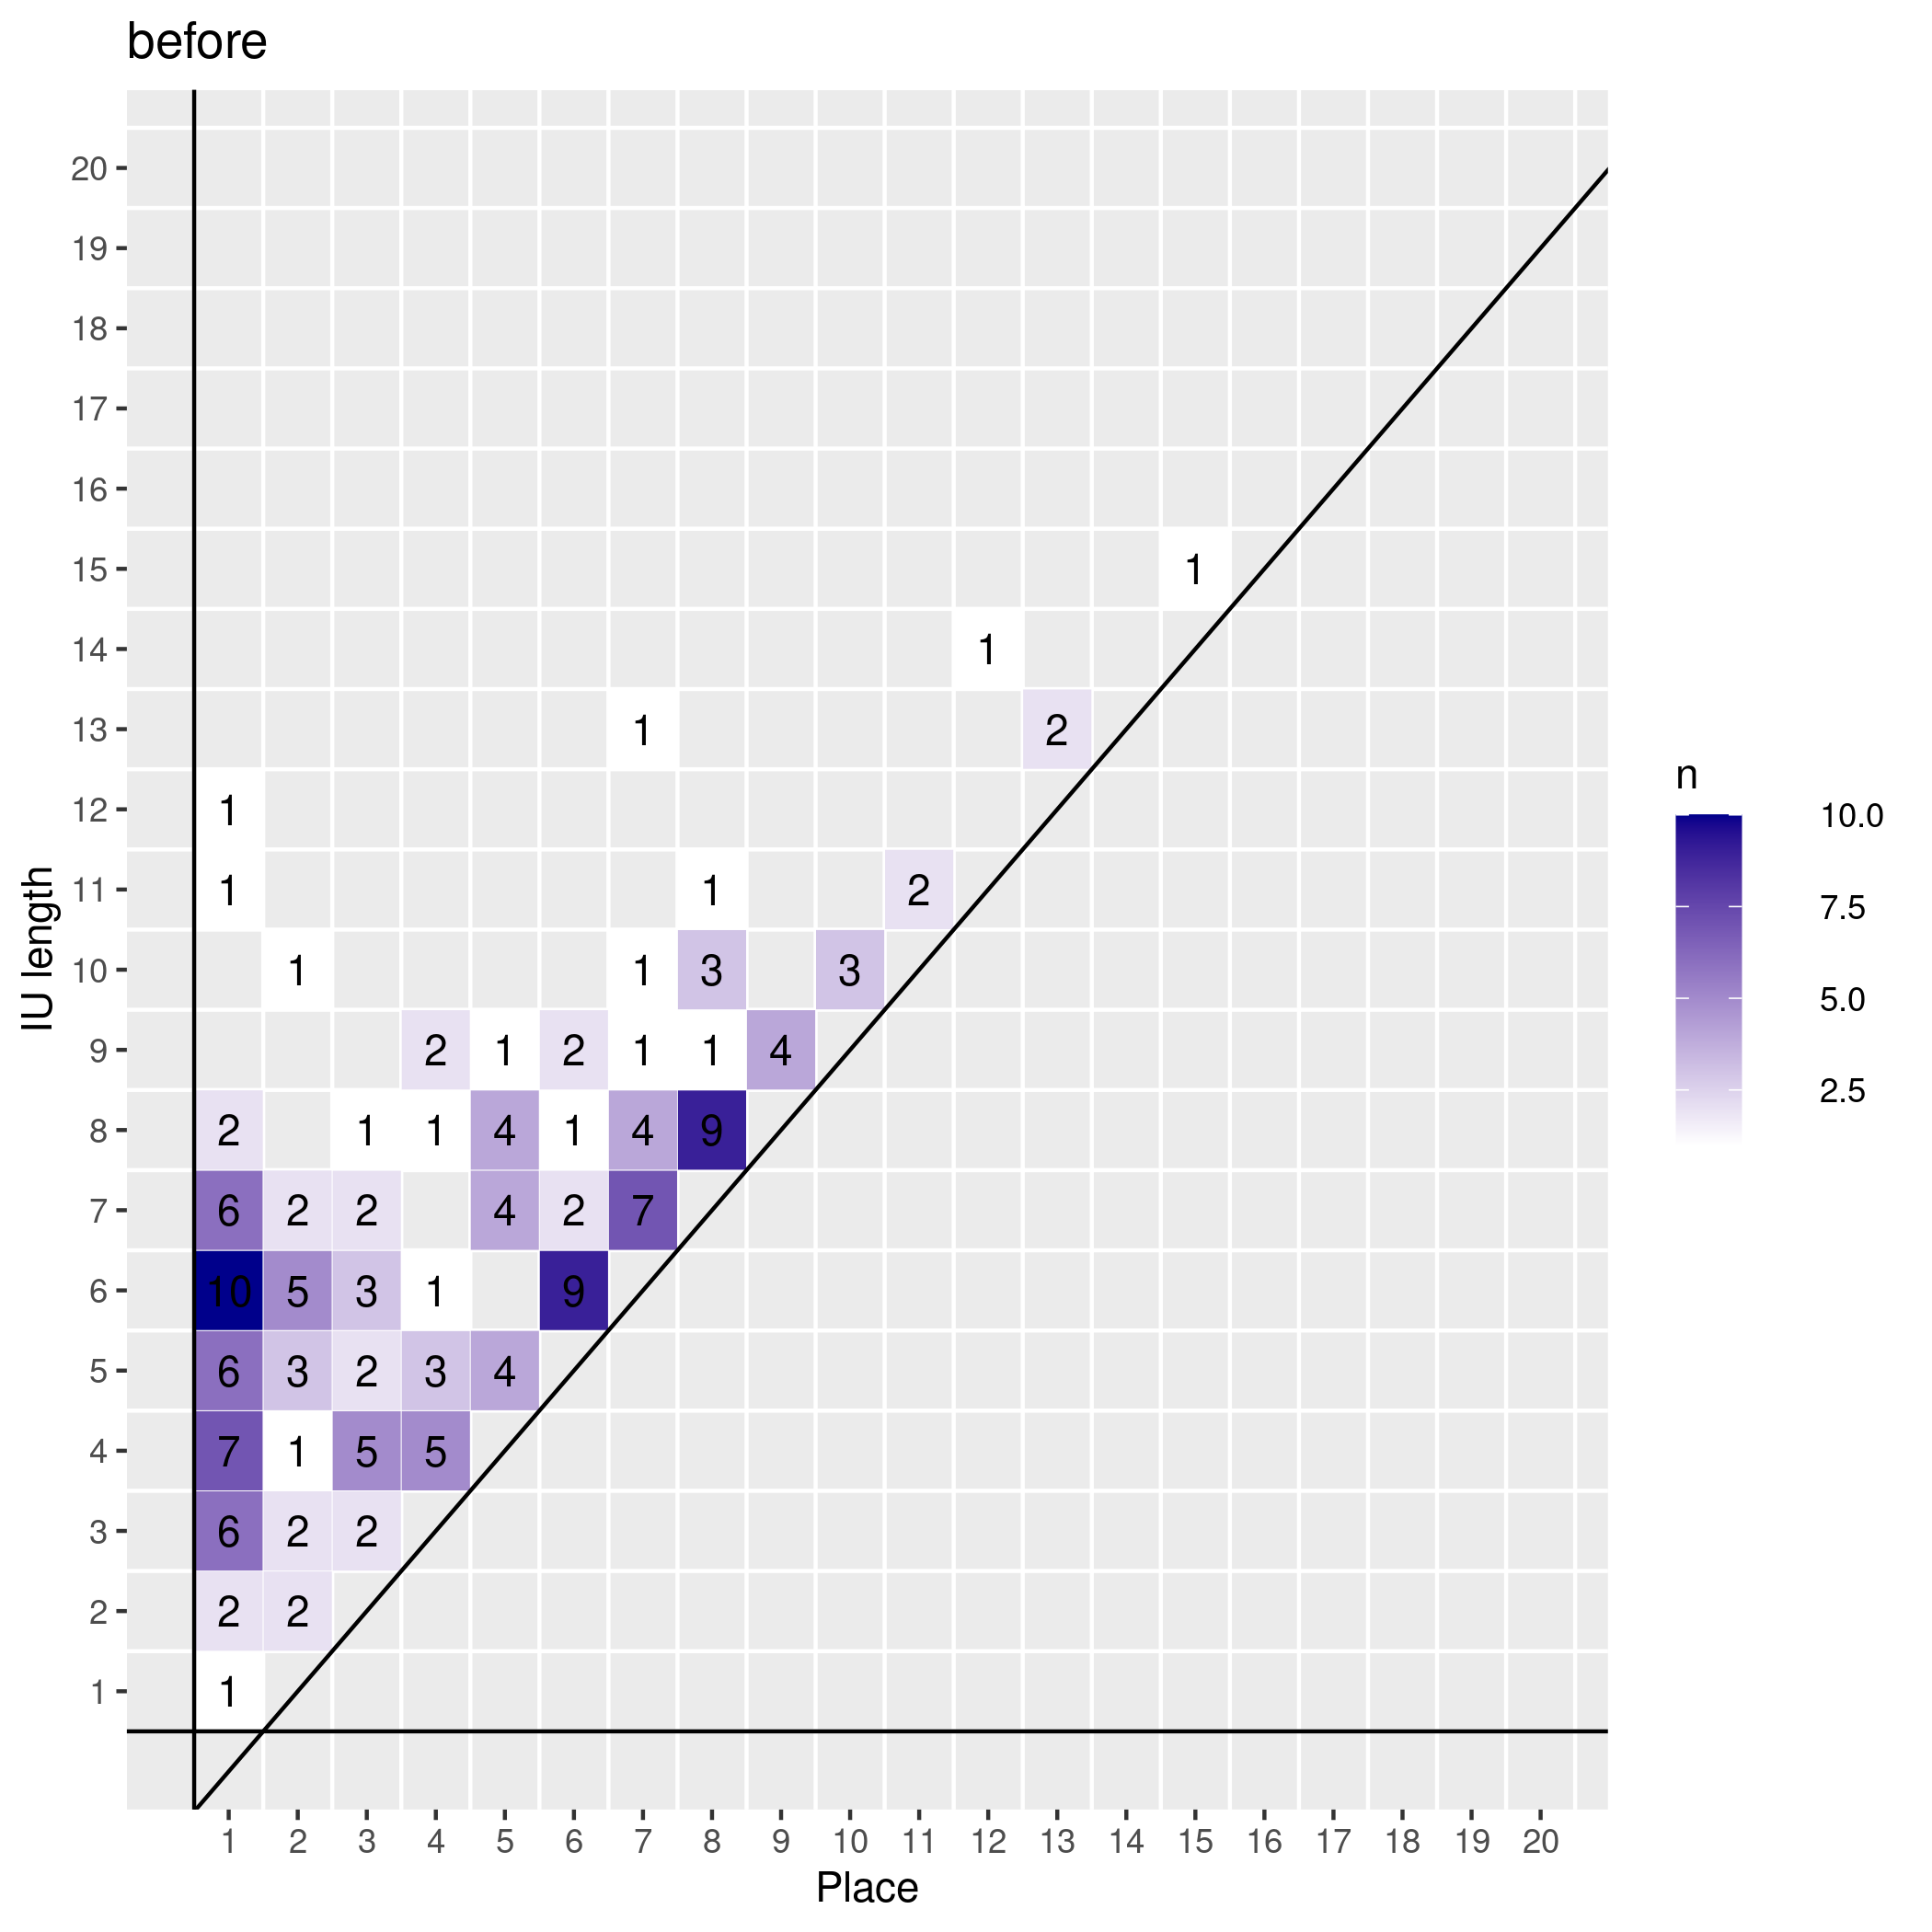 before
20
19
18
17
16
15 1
14 1
13 1 2
12 1
11 1 1 2
10 1 1 3 3
9 2 1 2 1 1 4
8 2 1 1 4 1 4 9
7 6 2 2 4 2 7
6 10 5 3 1 9
5 6 3 2 3 4
4 7 1 5 5
3 6 2 2
2 2 2
1 1
1 2 3 4 5 6 7 8 9 10 11 12 13 14 15 16 17 18 19 20
Place
IU length
n
10.0
7.5
5.0
2.5